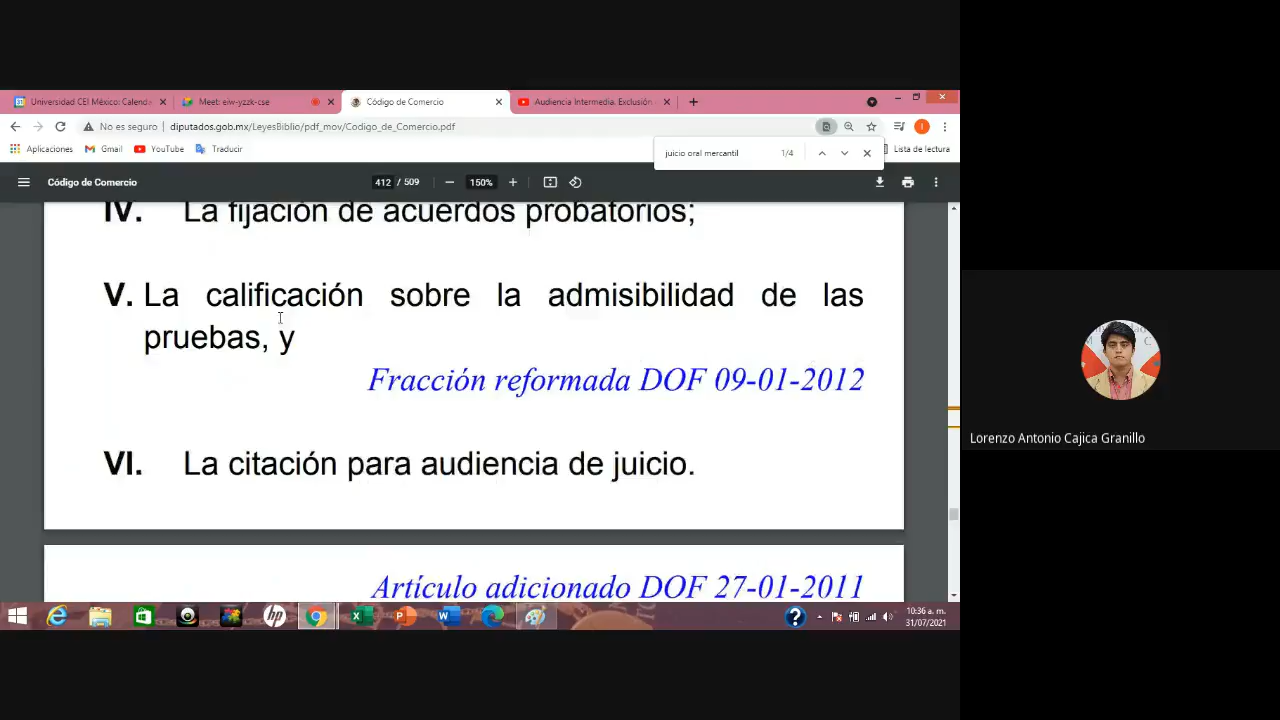 Universidad CEI México: Calenda
Meet: eiw-yzzk-cse
Código de Comercio
Audiencia Intermedia. Exclusión
No es seguro
deputados.gob.mx/LeyesBiblio/pdf_mov/Codigo_de_Comercio.pdf
Aplicaciones
Gmail
YouTube
Traducir
juicio oral mercantil
1/4
Lista de lectura
Código de Comercio
412 / 509
150%
IV. La fijación de acuerdos probatorios;
V. La calificación sobre la admisibilidad de las
pruebas, y
Fracción reformada DOF 09-01-2012
VI. La citación para audiencia de juicio.
Artículo adicionado DOF 27-01-2011
Lorenzo Antonio Cajica Granillo
10:36 a. m.
31/07/2021